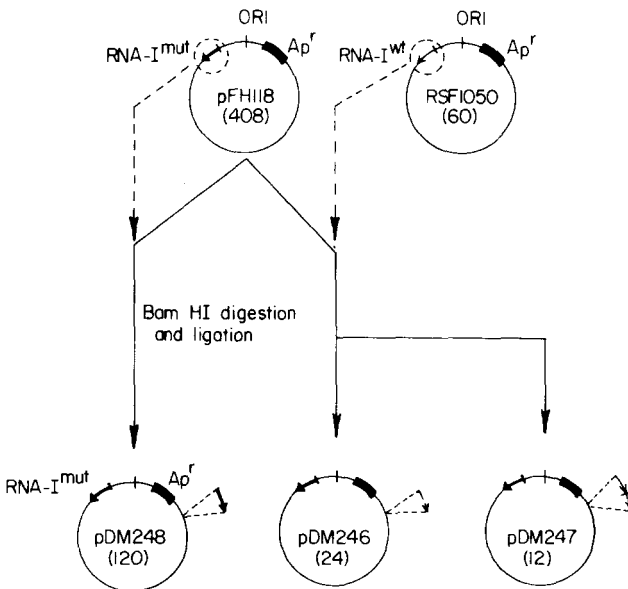 ORI
RNA-I^mut
Ap^r
pFH118
(408)
ORI
RNA-I^wt
Ap^r
RSF1050
(60)
Bam HI digestion
and ligation
RNA-I^mut
Ap^r
pDM248
(120)
pDM246
(24)
pDM247
(12)